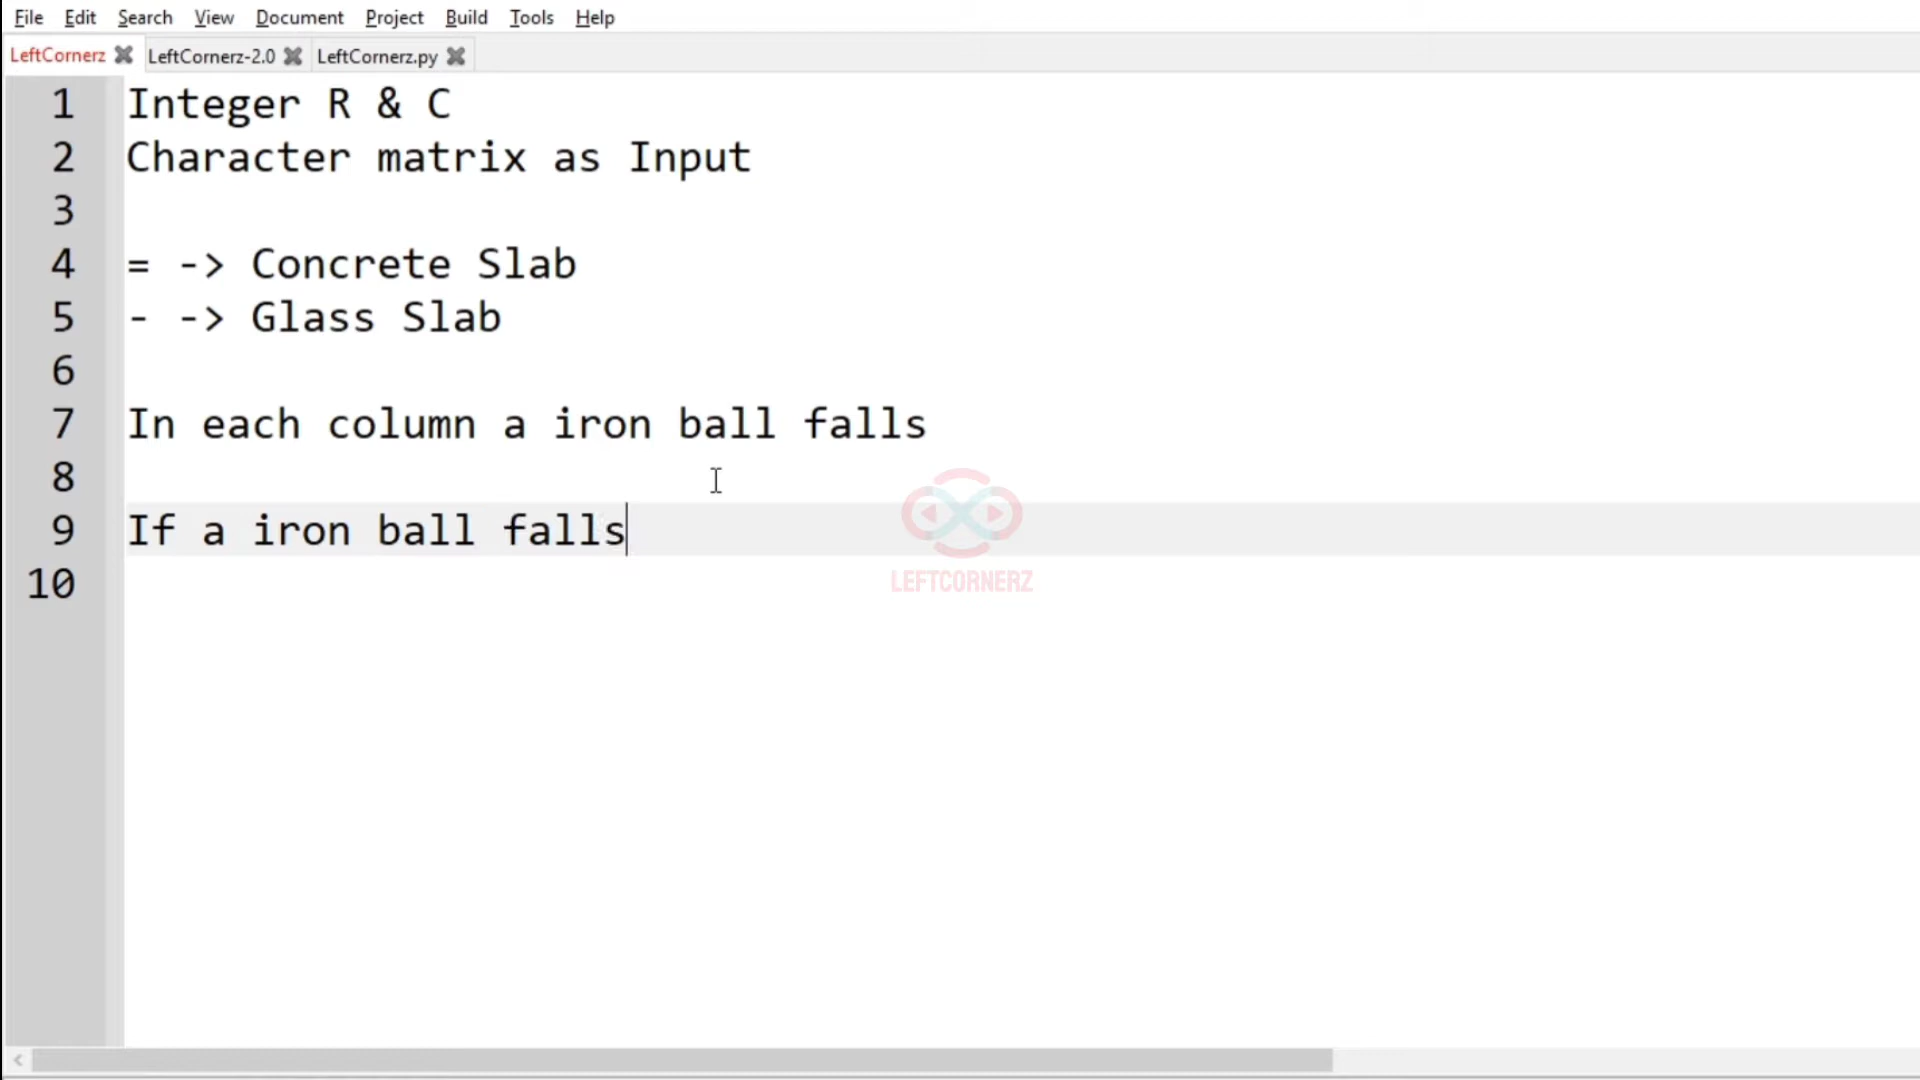 File Edit Search View Document Project Build Tools Help
LeftCornerz LeftCornerz-2.0 LeftCornerz.py
1 Integer R & C
2 Character matrix as Input
3
4 = -> Concrete Slab
5 - -> Glass Slab
6
7 In each column a iron ball falls
8
9 If a iron ball falls
10
LEFTCORNERZ